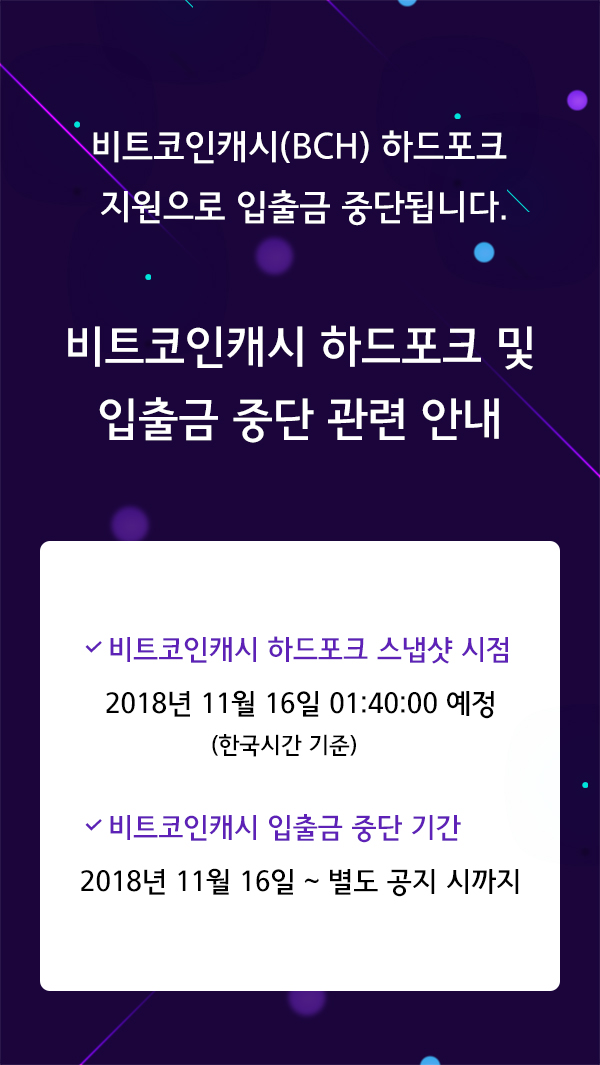 비트코인캐시(BCH) 하드포크
지원으로 입출금 중단됩니다.
비트코인캐시 하드포크 및
입출금 중단 관련 안내
비트코인캐시 하드포크 스냅샷 시점
2018년 11월 16일 01:40:00 예정
(한국시간 기준)
비트코인캐시 입출금 중단 기간
2018년 11월 16일 ~ 별도 공지 시까지